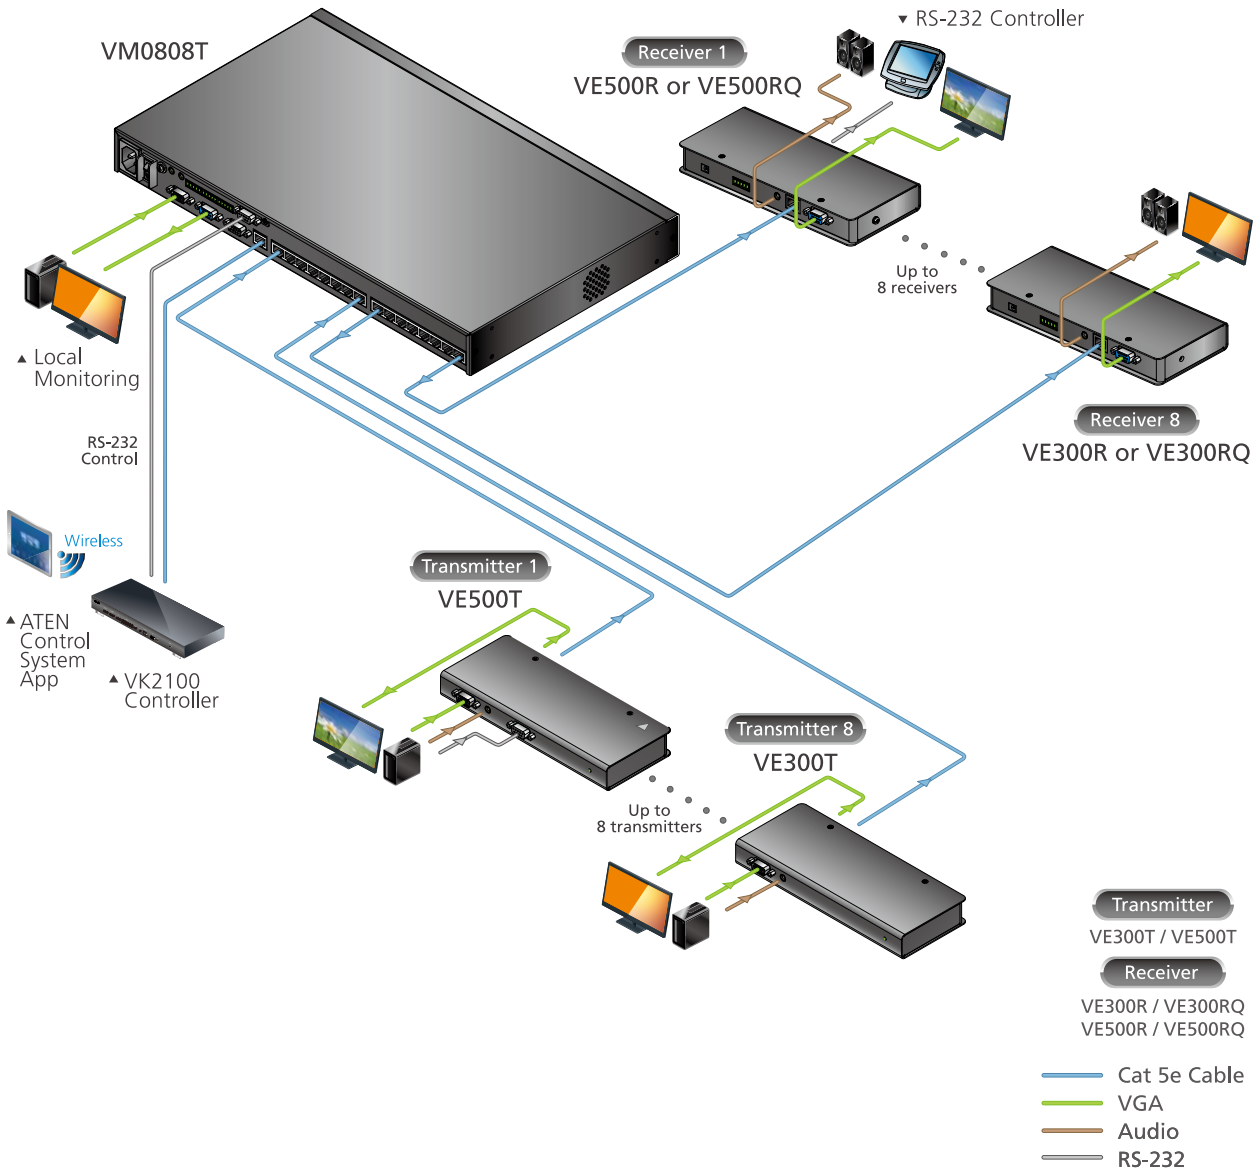 ▼ RS-232 Controller
VM0808T
Receiver 1
VE500R or VE500RQ
Up to
8 receivers
▲ Local
Monitoring
Receiver 8
VE300R or VE300RQ
RS-232
Control
Wireless
▲ ATEN
Control
System
App
▲ VK2100
Controller
Transmitter 1
VE500T
Transmitter 8
VE300T
Up to
8 transmitters
Transmitter
VE300T / VE500T
Receiver
VE300R / VE300RQ
VE500R / VE500RQ
Cat 5e Cable
VGA
Audio
RS-232